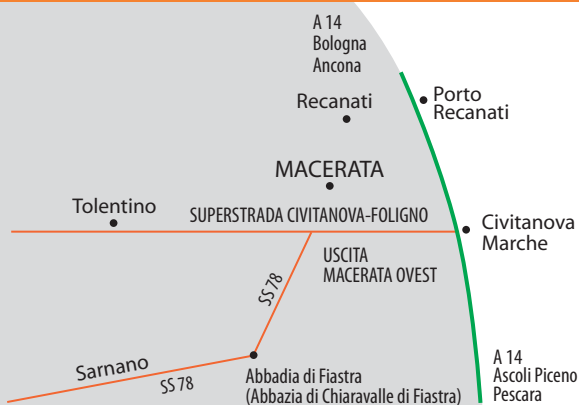 A 14
Bologna
Ancona
Porto
Recanati
Recanati
MACERATA
Tolentino
SUPERSTRADA CIVITANOVA-FOLIGNO
Civitanova
Marche
USCITA
MACERATA OVEST
SS 78
Sarnano
SS 78
Abbadia di Fiastra
(Abbazia di Chiaravalle di Fiastra)
A 14
Ascoli Piceno
Pescara